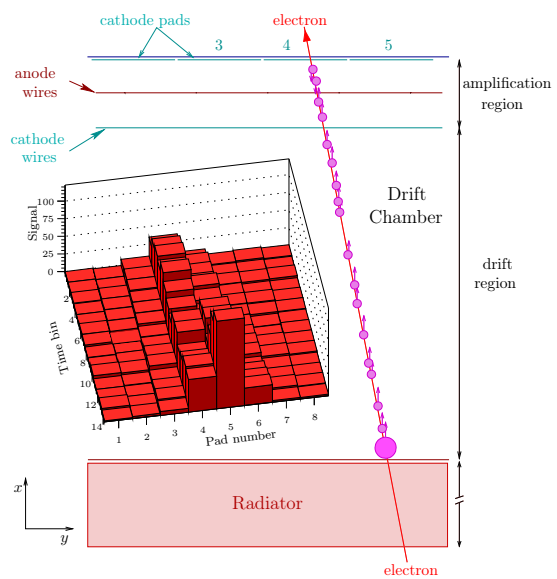 electron
cathode pads
3 4 5
anode
wires
amplification
region
cathode
wires
Drift
Chamber
drift
region
Signal
100
75
50
25
0
Time bin
2
4
6
8
10
12
14
1 2 3 4 5 6 7 8
Pad number
x
y
Radiator
electron